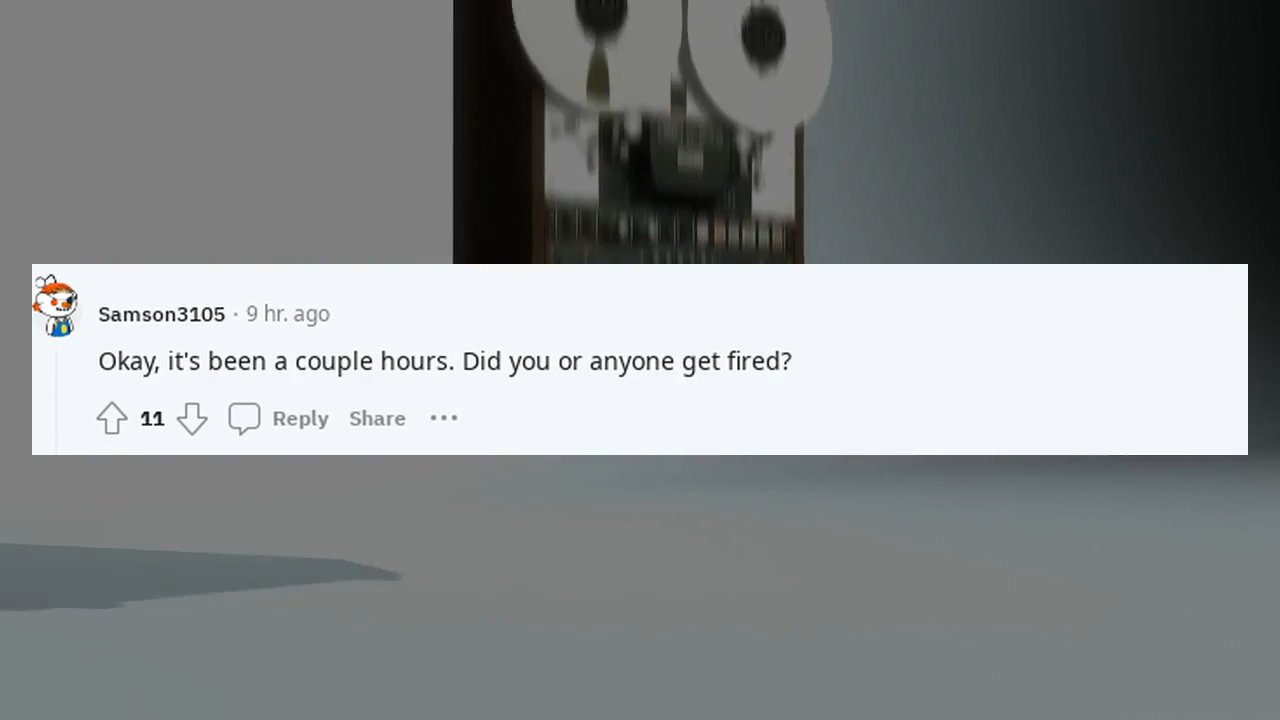 Samson3105 · 9 hr. ago
Okay, it's been a couple hours. Did you or anyone get fired?
11 Reply Share ···